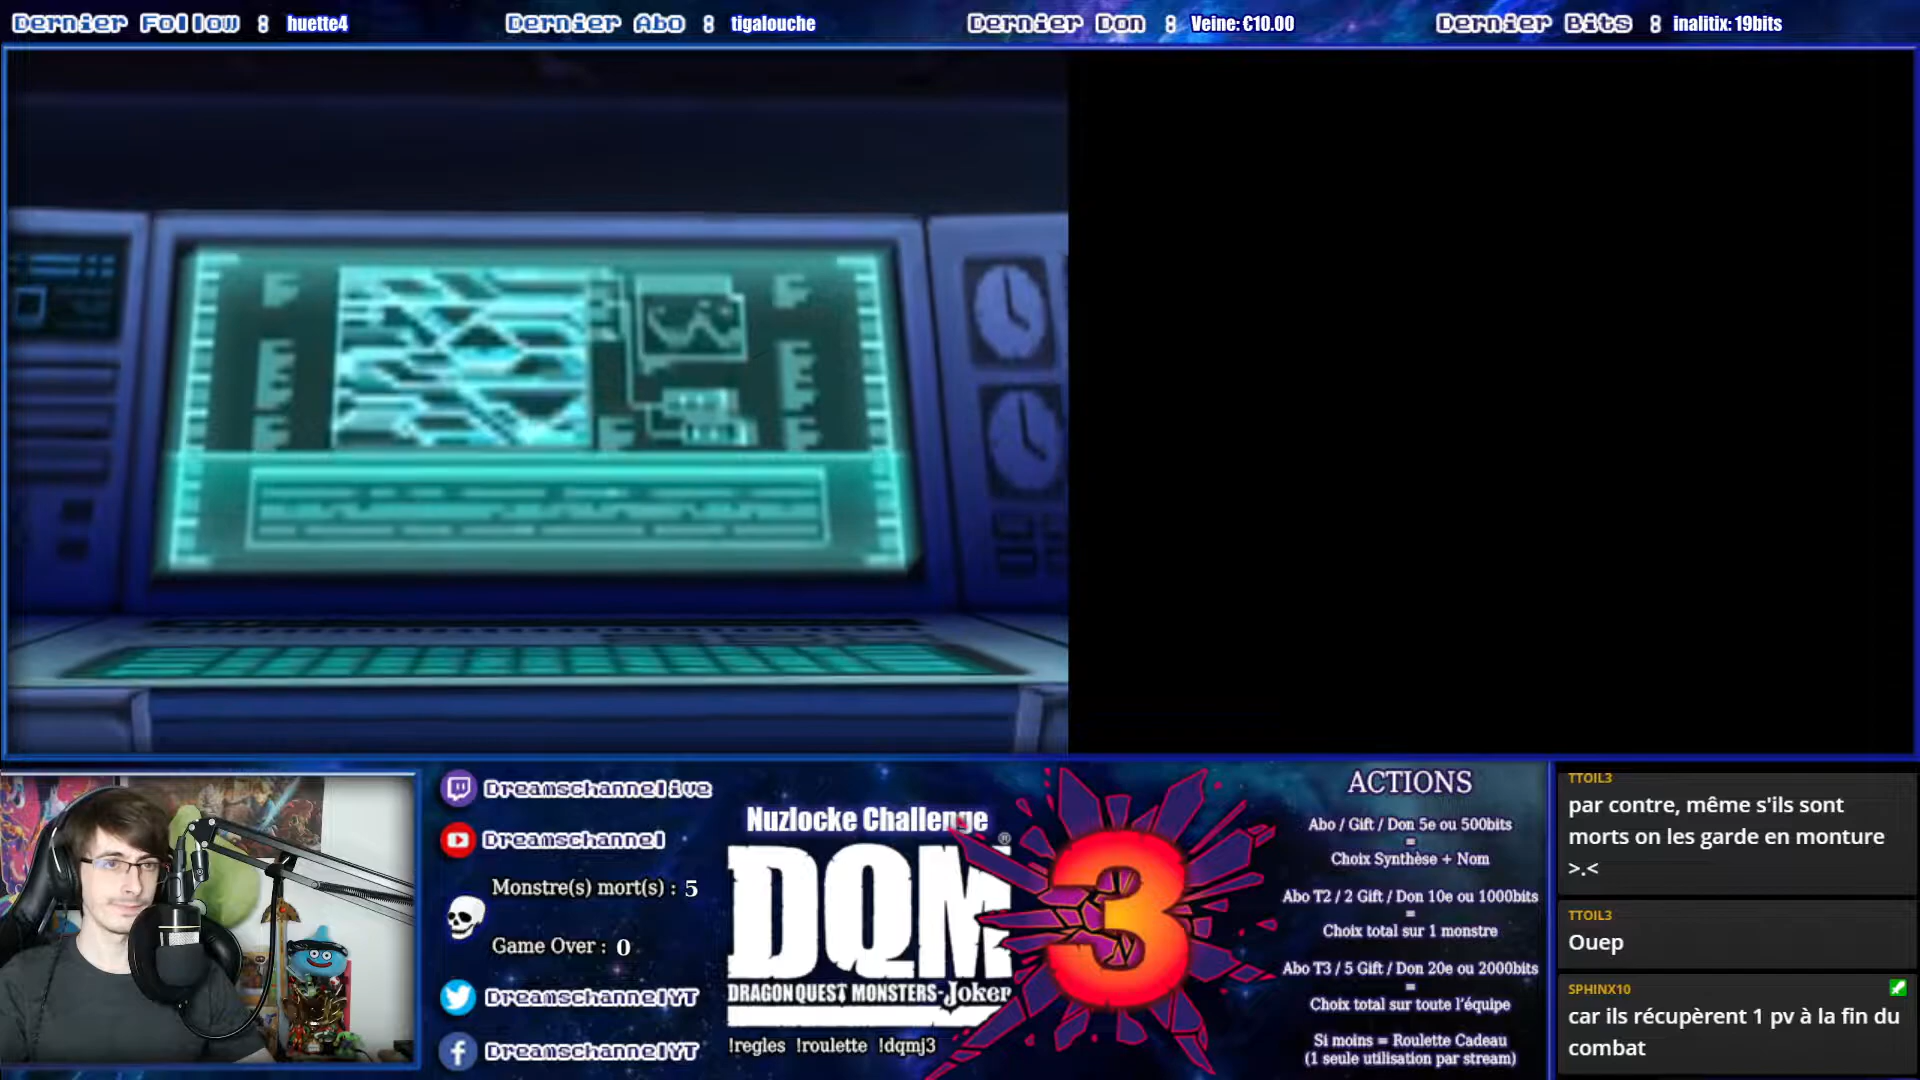 Dernier Follow : huette4
Dernier Abo : tigalouche
Dernier Don : Veine: €10.00
Dernier Bits : inalitix: 19bits
Dreamschannelive
Dreamschannel
Monstre(s) mort(s) : 5
Game Over : 0
DreamschannelYT
DreamschannelYT
Nuzlocke Challenge
DQM
®
3
DRAGON QUEST MONSTERS-Joker
!regles !roulette !dqmj3
ACTIONS
Abo / Gift / Don 5e ou 500bits
=
Choix Synthèse + Nom
Abo T2 / 2 Gift / Don 10e ou 1000bits
=
Choix total sur 1 monstre
Abo T3 / 5 Gift / Don 20e ou 2000bits
=
Choix total sur toute l'équipe
Si moins = Roulette Cadeau
(1 seule utilisation par stream)
TTOIL3
par contre, même s'ils sont
morts on les garde en monture
>.<
TTOIL3
Ouep
SPHINX10
car ils récupèrent 1 pv à la fin du
combat